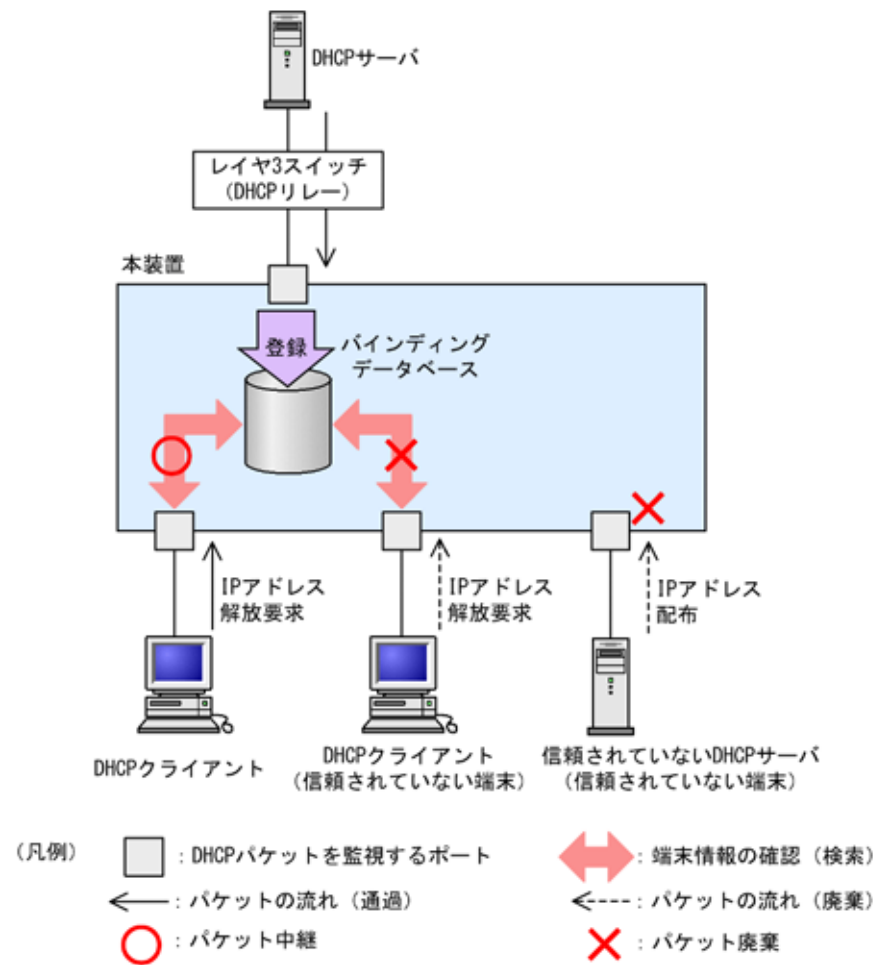 DHCPサーバ
レイヤ3スイッチ
(DHCPリレー)
本装置
登録
バインディング
データベース
IPアドレス
解放要求
IPアドレス
解放要求
IPアドレス
配布
DHCPクライアント
DHCPクライアント
(信頼されていない端末)
信頼されていないDHCPサーバ
(信頼されていない端末)
(凡例)
:DHCPパケットを監視するポート
:端末情報の確認(検索)
:パケットの流れ(通過)
:パケットの流れ(廃棄)
:パケット中継
:パケット廃棄